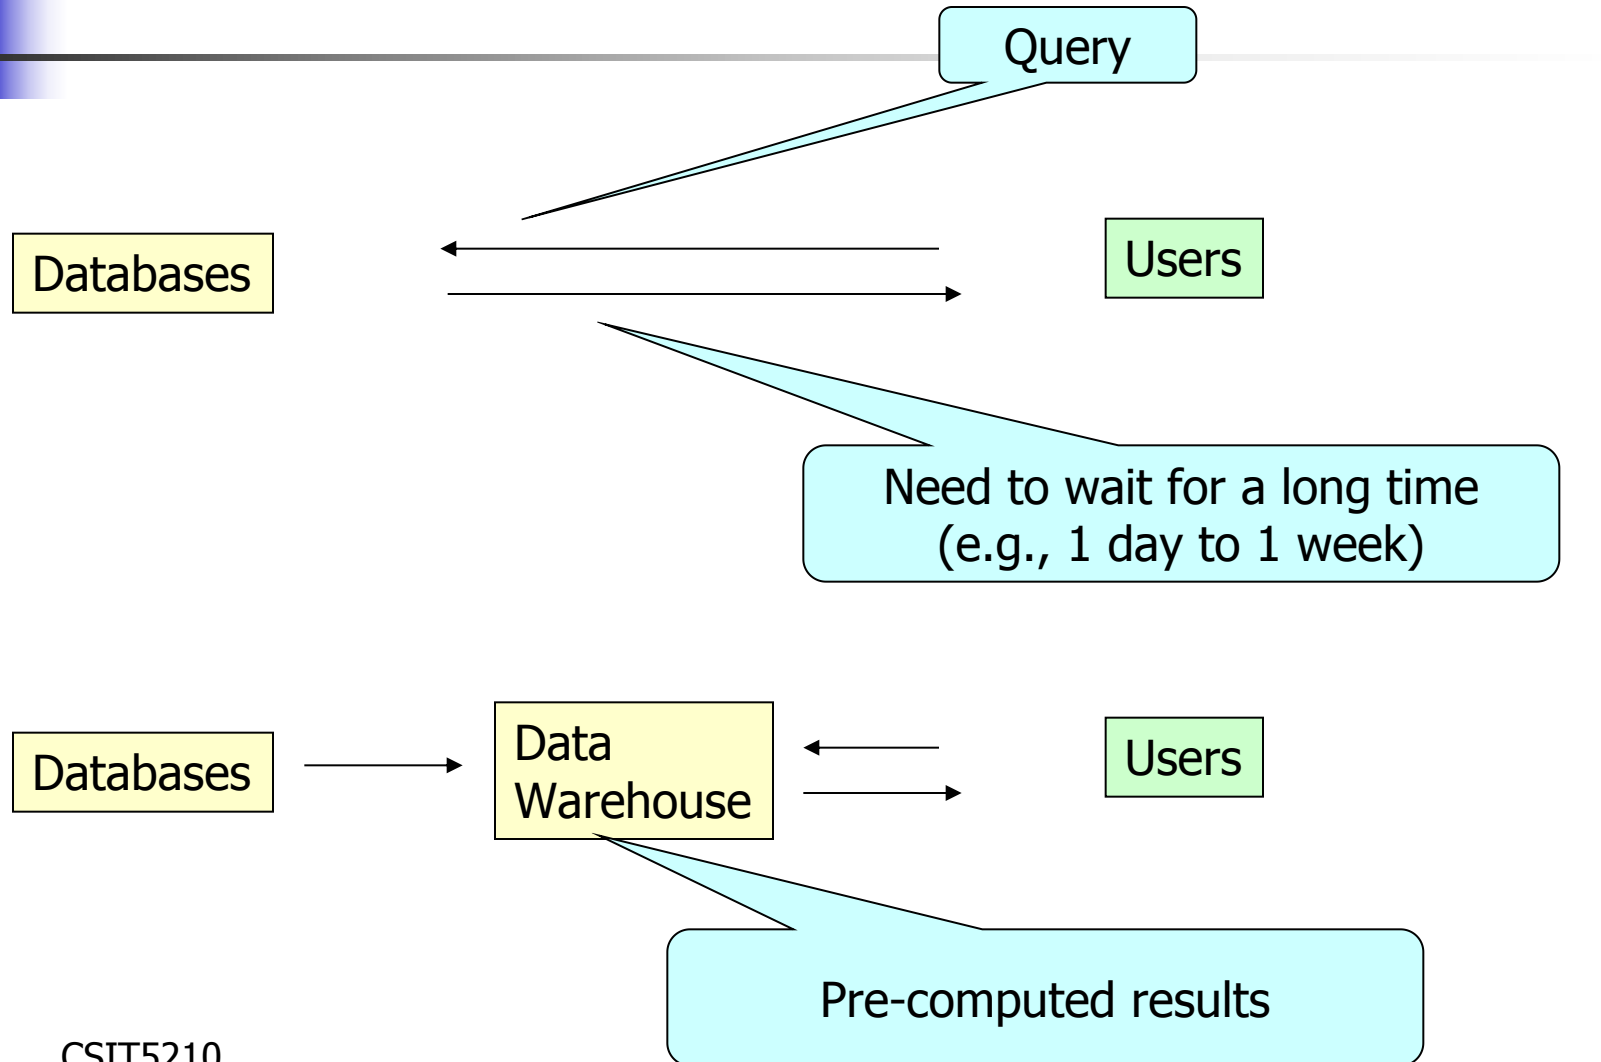 Query
Databases
Users
Need to wait for a long time
(e.g., 1 day to 1 week)
Databases
Data
Warehouse
Users
Pre-computed results
CSIT5210